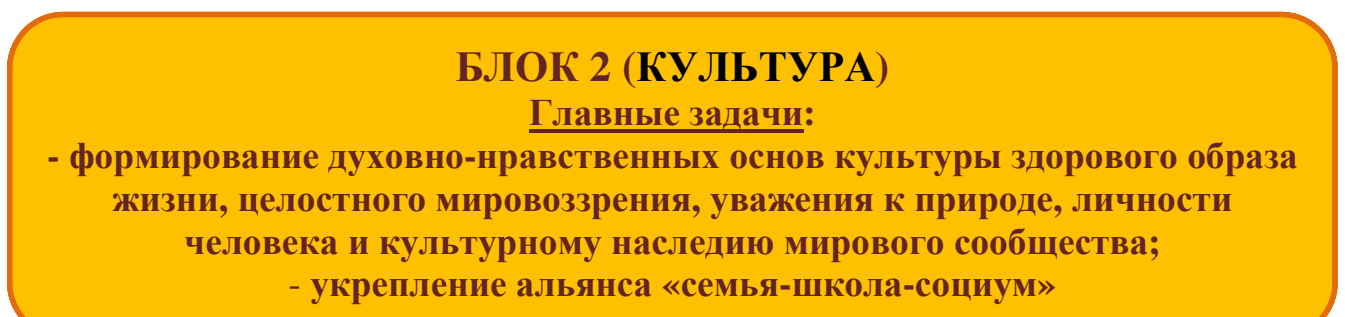 БЛОК 2 (КУЛЬТУРА)
Главные задачи:
- формирование духовно-нравственных основ культуры здорового образа
жизни, целостного мировоззрения, уважения к природе, личности
человека и культурному наследию мирового сообщества;
- укрепление альянса «семья-школа-социум»